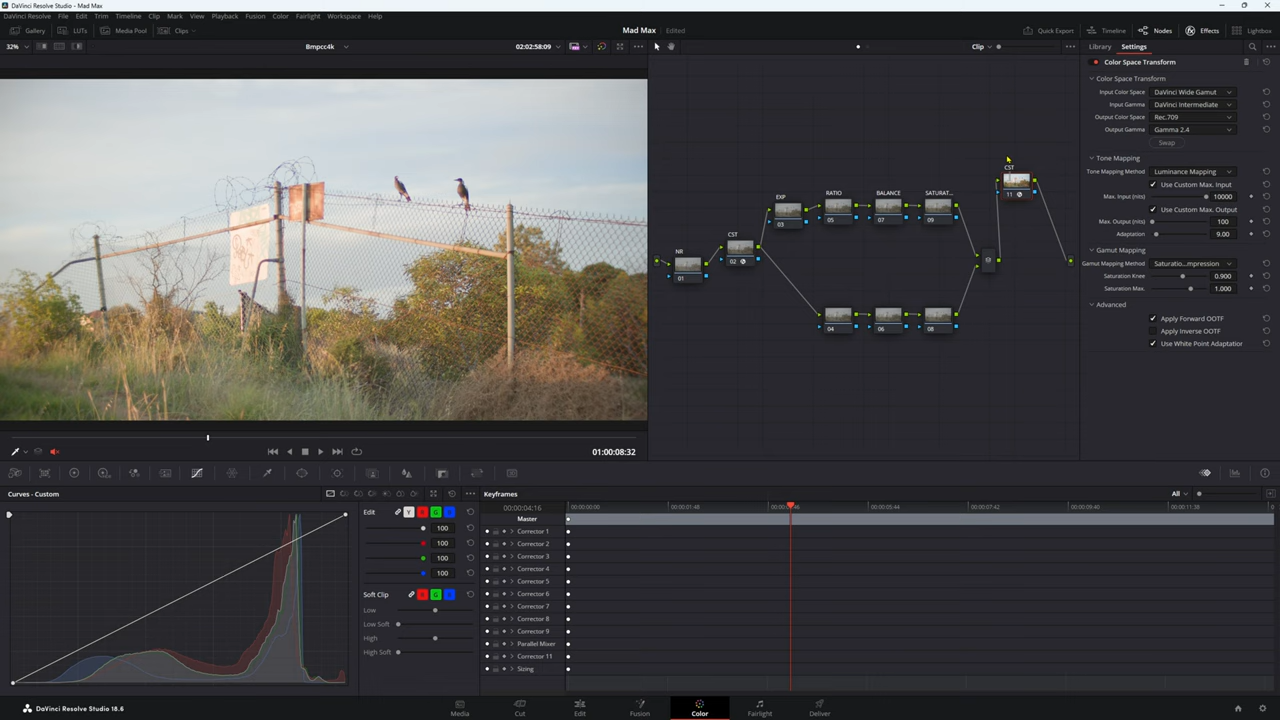 DaVinci Resolve Studio - Mad Max
DaVinci Resolve File Edit Trim Timeline Clip Mark View Playback Fusion Color Fairlight Workspace Help
Gallery LUTs Media Pool Clips Mad Max Edited Quick Export Timeline Nodes Effects Lightbox
32% Bmpcc4k 02:02:58:09 Clip Library Settings
Color Space Transform
Color Space Transform
Input Color Space DaVinci Wide Gamut
Input Gamma DaVinci Intermediate
Output Color Space Rec.709
Output Gamma Gamma 2.4
Swap
Tone Mapping
Tone Mapping Method Luminance Mapping
Use Custom Max. Input
Max. Input (nits) 10000
Use Custom Max. Output
Max. Output (nits) 100
Adaptation 9.00
Gamut Mapping
Gamut Mapping Method Saturatio...mpression
Saturation Knee 0.900
Saturation Max. 1.000
Advanced
Apply Forward OOTF
Apply Inverse OOTF
Use White Point Adaptation
CST
11
EXP
03
RATIO
05
BALANCE
07
SATURAT...
09
NR
01
CST
02
04
06
08
01:00:08:32
Curves - Custom
Edit Y R G B
100
100
100
100
Soft Clip R G B
Low
Low Soft
High
High Soft
Keyframes All
00:00:04:16 00:00:00:00 00:00:01:48 00:00:05:44 00:00:07:42 00:00:09:40 00:00:11:38
Master
Corrector 1
Corrector 2
Corrector 3
Corrector 4
Corrector 5
Corrector 6
Corrector 7
Corrector 8
Corrector 9
Parallel Mixer
Corrector 11
Sizing
DaVinci Resolve Studio 18.6
Media Cut Edit Fusion Color Fairlight Deliver